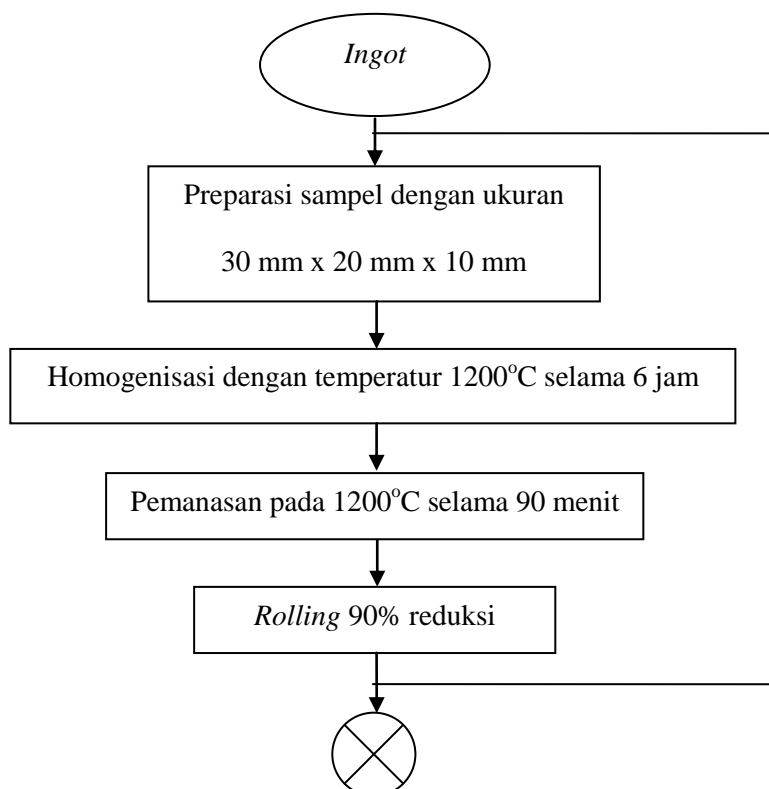 Ingot
Preparasi sampel dengan ukuran
30 mm x 20 mm x 10 mm
Homogenisasi dengan temperatur 1200°C selama 6 jam
Pemanasan pada 1200°C selama 90 menit
Rolling 90% reduksi